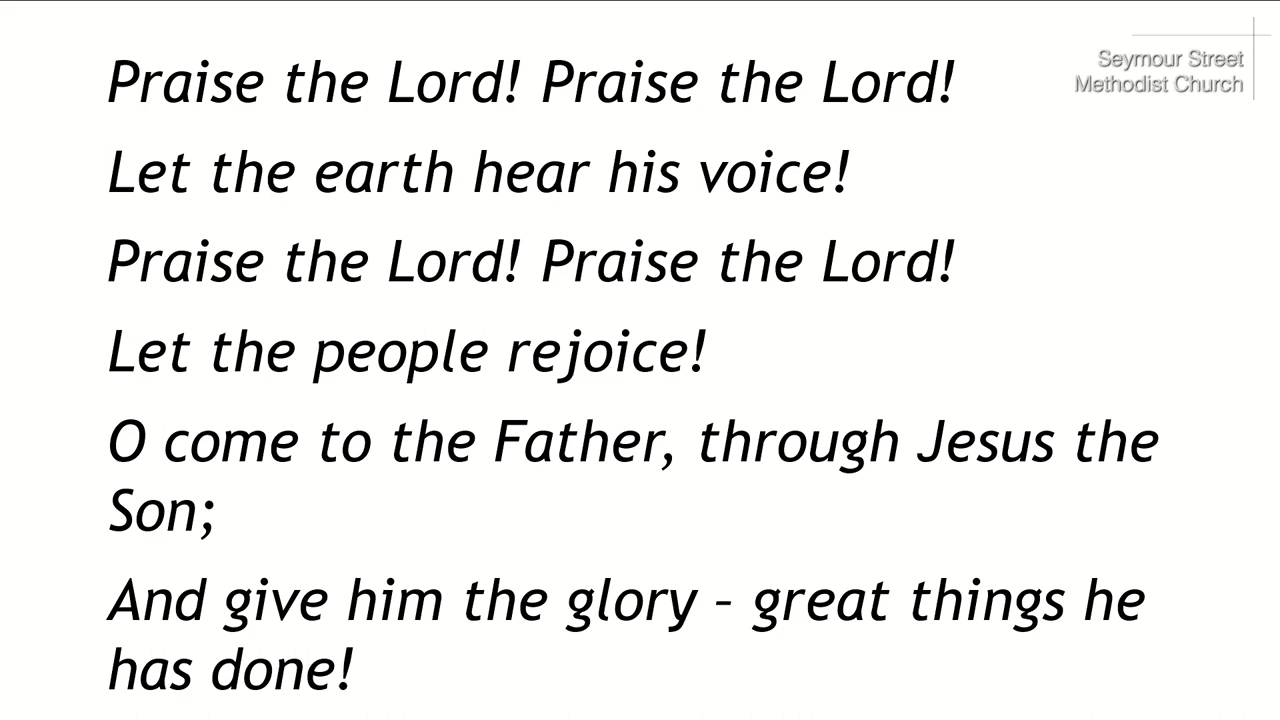 Praise the Lord! Praise the Lord!
Let the earth hear his voice!
Praise the Lord! Praise the Lord!
Let the people rejoice!
O come to the Father, through Jesus the
Son;
And give him the glory – great things he
has done!
Seymour Street
Methodist Church